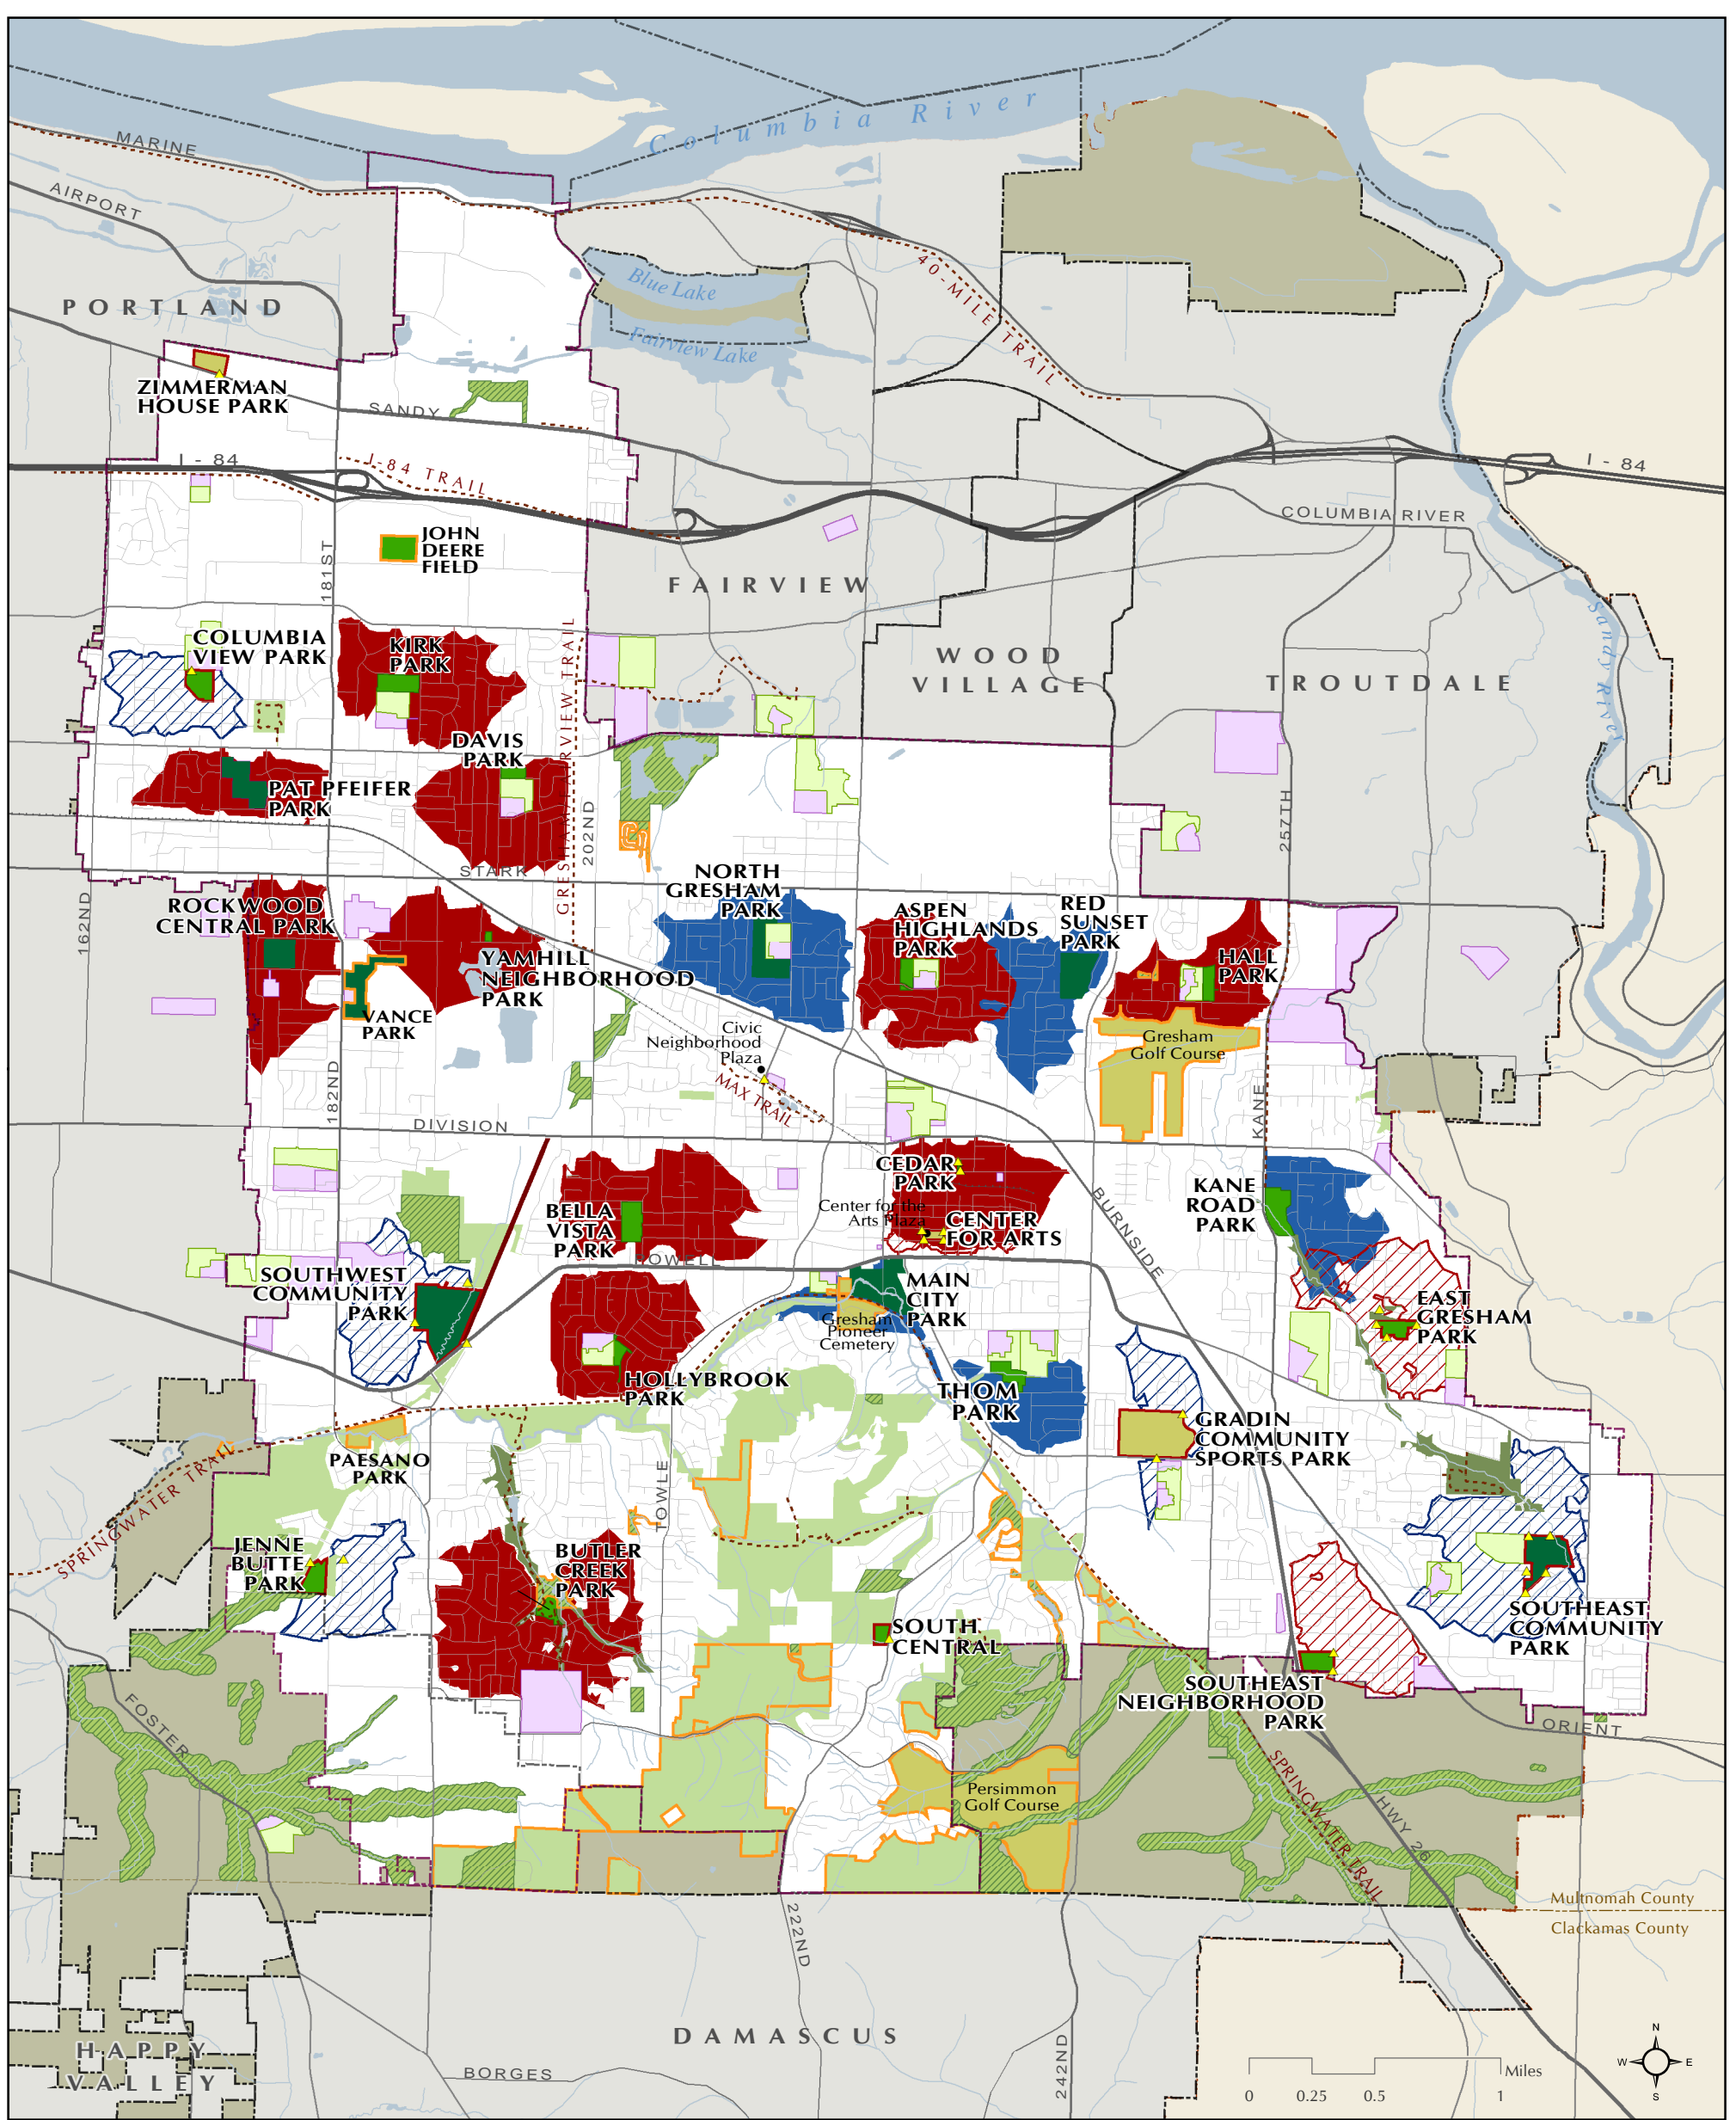 Columbia River
MARINE
AIRPORT
PORTLAND
Blue Lake
Fairview Lake
40-MILE TRAIL
ZIMMERMAN
HOUSE PARK
SANDY
I - 84
I-84 TRAIL
I - 84
COLUMBIA RIVER
JOHN
DEERE
FIELD
181ST
FAIRVIEW
Sandy River
COLUMBIA
VIEW PARK
KIRK
PARK
GRESHAM FAIRVIEW TRAIL
WOOD
VILLAGE
TROUTDALE
DAVIS
PARK
PAT PFEIFER
PARK
202ND
257TH
STARK
162ND
ROCKWOOD
CENTRAL PARK
NORTH
GRESHAM
PARK
ASPEN
HIGHLANDS
PARK
RED
SUNSET
PARK
HALL
PARK
YAMHILL
NEIGHBORHOOD
PARK
VANCE
PARK
Civic
Neighborhood
Plaza
MAX TRAIL
Gresham
Golf Course
182ND
KANE
DIVISION
CEDAR
PARK
BURNSIDE
KANE
ROAD
PARK
BELLA
VISTA
PARK
Center for the
Arts Plaza
CENTER
FOR ARTS
POWELL
SOUTHWEST
COMMUNITY
PARK
MAIN
CITY
PARK
Gresham
Pioneer
Cemetery
EAST
GRESHAM
PARK
HOLLYBROOK
PARK
THOM
PARK
GRADIN
COMMUNITY
SPORTS PARK
PAESANO
PARK
SPRINGWATER TRAIL
TOWLE
JENNE
BUTTE
PARK
BUTLER
CREEK
PARK
SOUTH
CENTRAL
SOUTHEAST
COMMUNITY
PARK
SOUTHEAST
NEIGHBORHOOD
PARK
FOSTER
ORIENT
Persimmon
Golf Course
SPRINGWATER TRAIL
HWY 26
Multnomah County
Clackamas County
222ND
DAMASCUS
242ND
HAPPY
VALLEY
BORGES
N
W
E
S
Miles
0
0.25
0.5
1